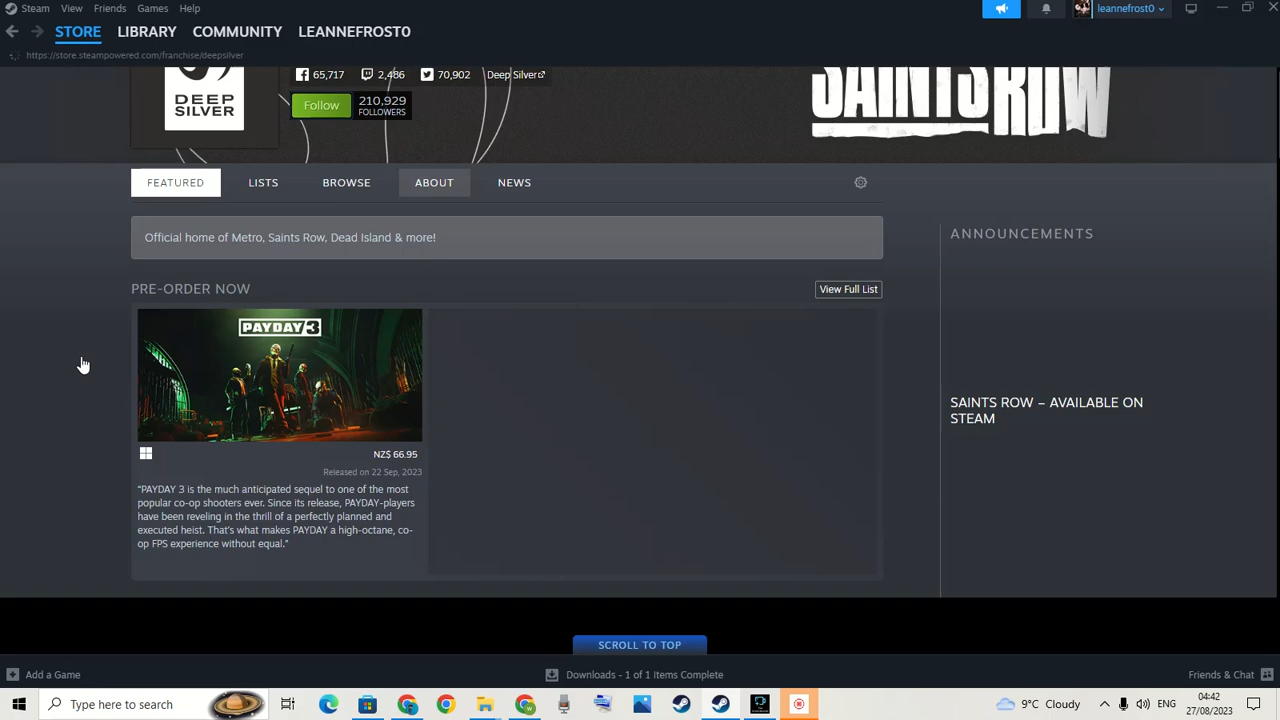 Steam View Friends Games Help
leannefrost0
STORE LIBRARY COMMUNITY LEANNEFROST0
https://store.steampowered.com/franchise/deepsilver
DEEP
SILVER
65,717 2,486 70,902 Deep Silver
Follow 210,929
FOLLOWERS
SAINTS ROW
FEATURED LISTS BROWSE ABOUT NEWS
Official home of Metro, Saints Row, Dead Island & more!
ANNOUNCEMENTS
PRE-ORDER NOW View Full List
PAYDAY 3
NZ$ 66.95
Released on 22 Sep, 2023
“PAYDAY 3 is the much anticipated sequel to one of the most
popular co-op shooters ever. Since its release, PAYDAY-players
have been reveling in the thrill of a perfectly planned and
executed heist. That's what makes PAYDAY a high-octane, co-
op FPS experience without equal.”
SAINTS ROW – AVAILABLE ON
STEAM
SCROLL TO TOP
Add a Game Downloads - 1 of 1 Items Complete Friends & Chat
Type here to search
9°C Cloudy ENG
04:42
27/08/2023